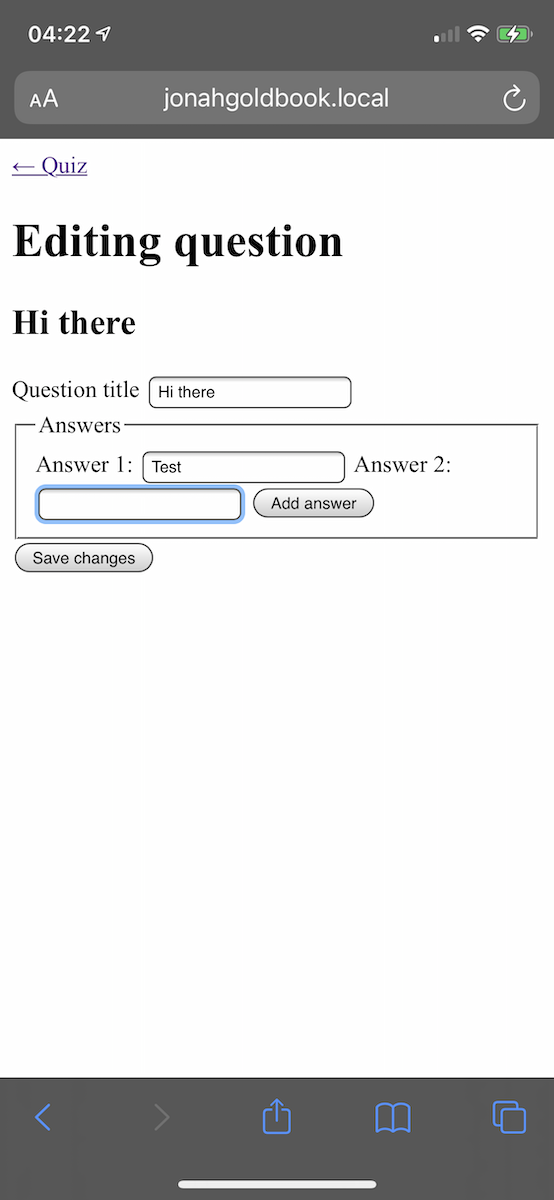 04:22
AA jonahgoldbook.local
← Quiz
Editing question
Hi there
Question title Hi there
Answers
Answer 1: Test Answer 2:
Add answer
Save changes